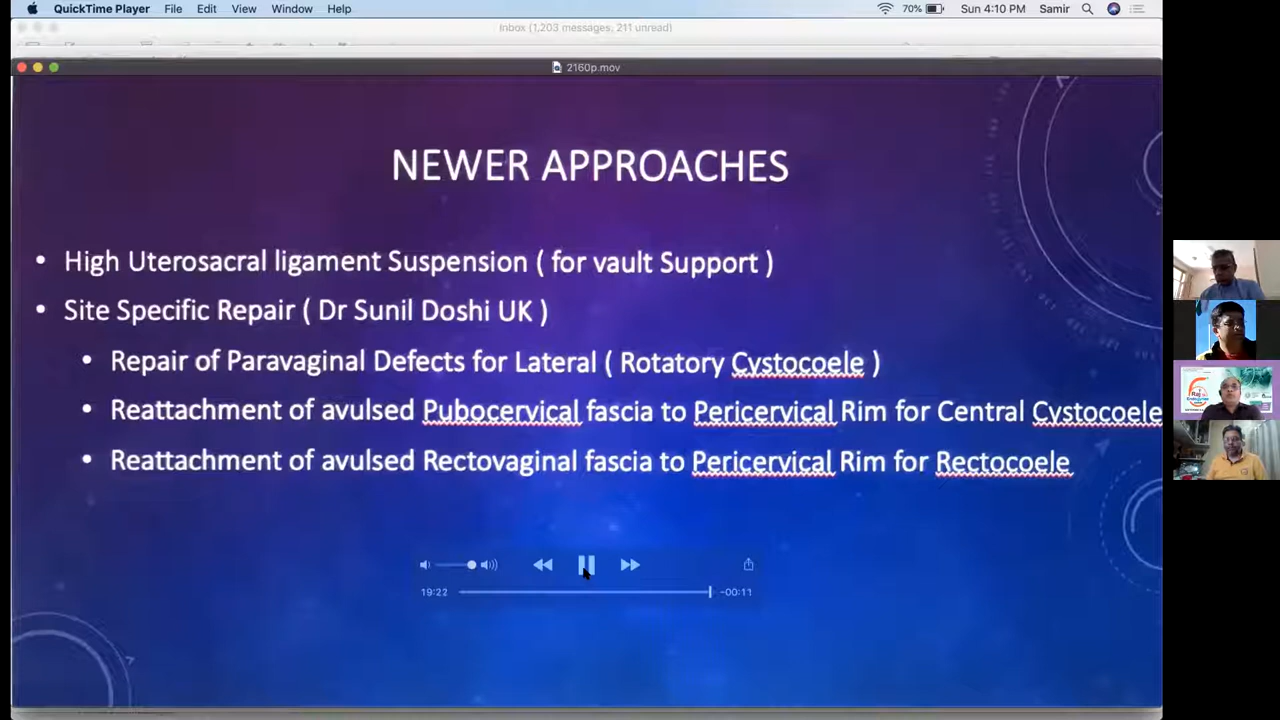 QuickTime Player File Edit View Window Help 70% Sun 4:10 PM Samir
Inbox (1,203 messages, 211 unread)
2160p.mov
NEWER APPROACHES
• High Uterosacral ligament Suspension ( for vault Support )
• Site Specific Repair ( Dr Sunil Doshi UK )
• Repair of Paravaginal Defects for Lateral ( Rotatory Cystocoele )
• Reattachment of avulsed Pubocervical fascia to Pericervical Rim for Central Cystocoele
• Reattachment of avulsed Rectovaginal fascia to Pericervical Rim for Rectocoele
19:22 -00:11